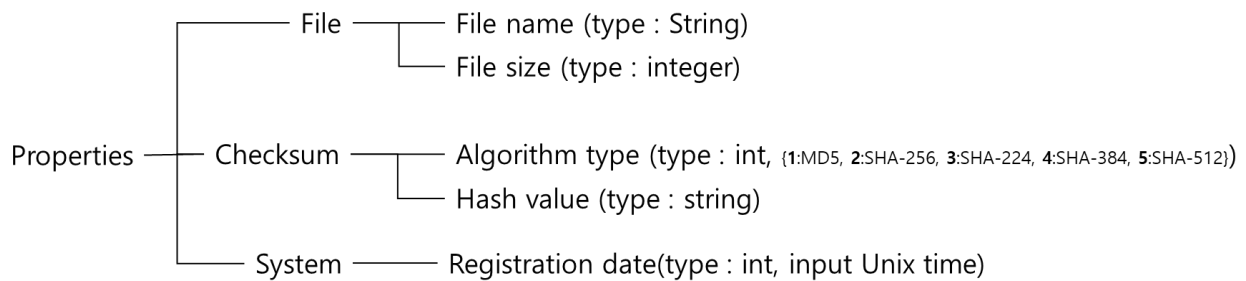 File
File name (type : String)
File size (type : integer)
Properties
Checksum
Algorithm type (type : int, {1:MD5, 2:SHA-256, 3:SHA-224, 4:SHA-384, 5:SHA-512})
Hash value (type : string)
System
Registration date(type : int, input Unix time)